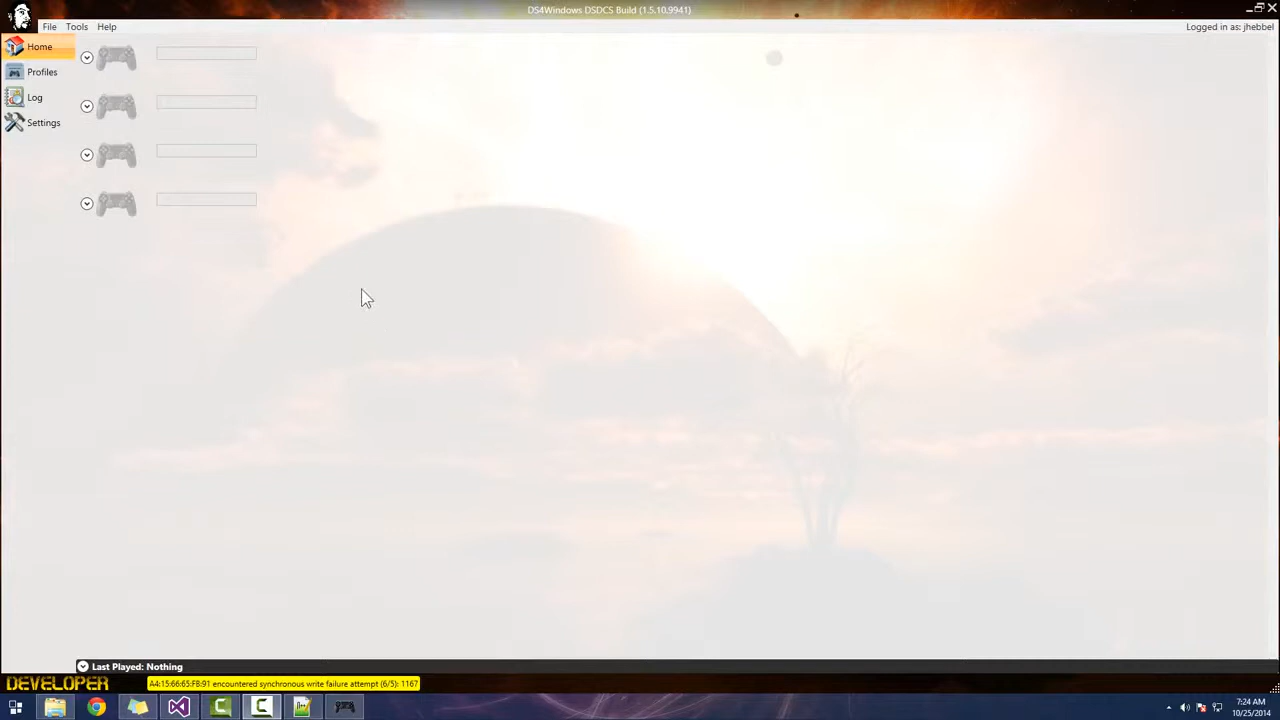 DS4Windows DSDCS Build (1.5.10.9941)
File Tools Help
Logged in as: jhebbel
Home
Profiles
Log
Settings
Last Played: Nothing
DEVELOPER
A4:15:66:65:FB:91 encountered synchronous write failure attempt (6/5): 1167
7:24 AM
10/25/2014